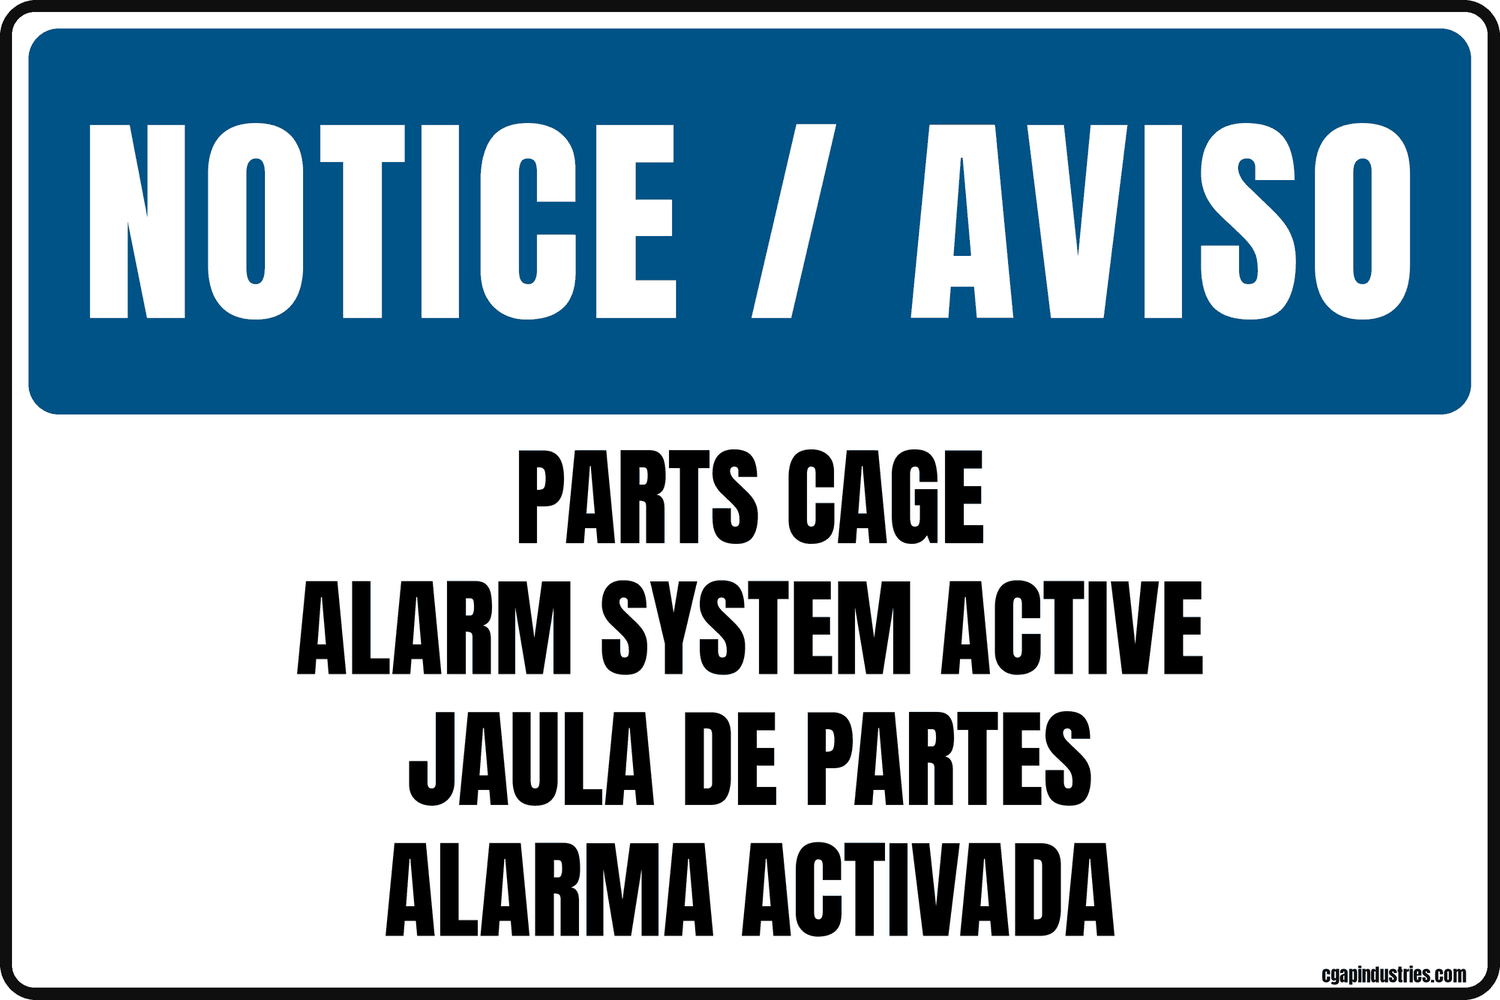 NOTICE / AVISO
PARTS CAGE
ALARM SYSTEM ACTIVE
JAULA DE PARTES
ALARMA ACTIVADA
cgapindustries.com